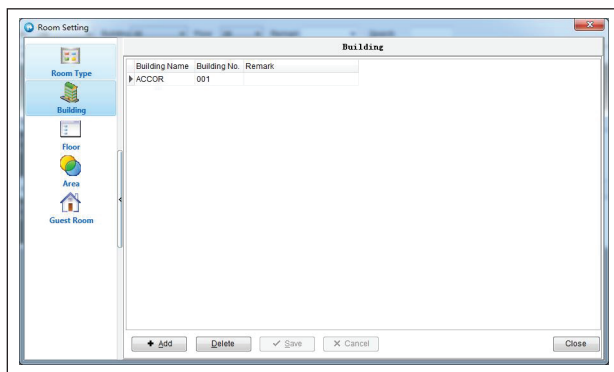 Room Setting
Building
Room Type
Building
Floor
Area
Guest Room
Building Name Building No. Remark
ACCOR 001
Add Delete Save Cancel Close